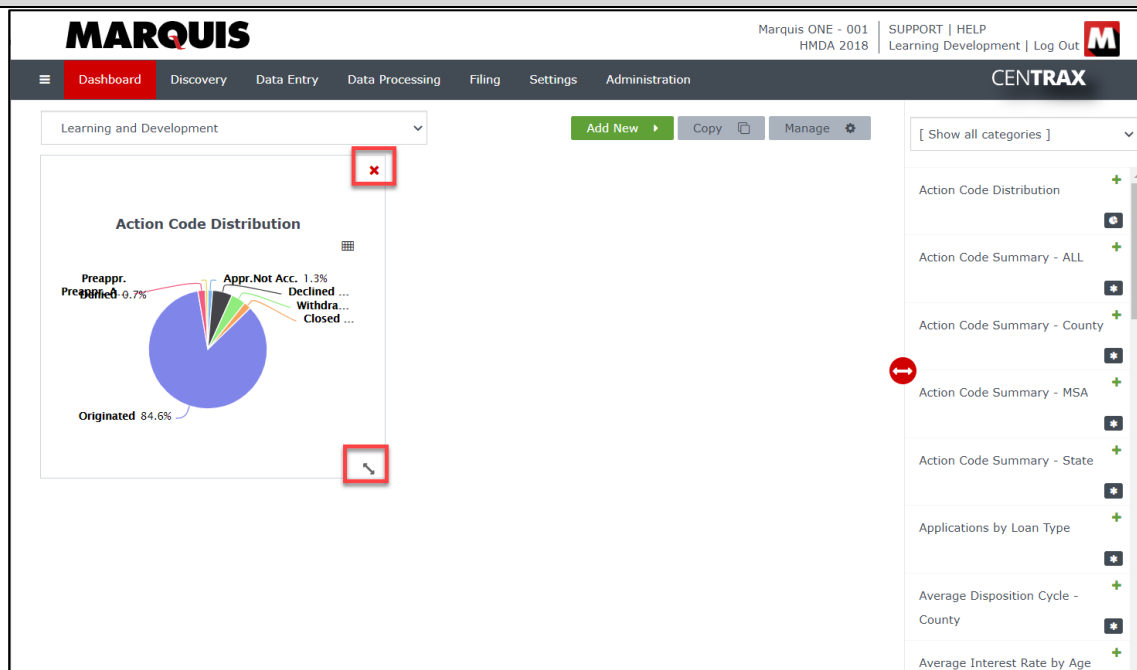 MARQUIS
Marquis ONE - 001
HMDA 2018
SUPPORT | HELP
Learning Development | Log Out
M
Dashboard Discovery Data Entry Data Processing Filing Settings Administration
CENTRAX
Learning and Development
Add New
Copy
Manage
[ Show all categories ]
Action Code Distribution
Preappr.
Appr.Not Acc. 1.3%
Preappr. A
Denied 0.7%
Declined ...
Withdra...
Closed ...
Originated 84.6%
Action Code Distribution
Action Code Summary - ALL
Action Code Summary - County
Action Code Summary - MSA
Action Code Summary - State
Applications by Loan Type
Average Disposition Cycle -
County
Average Interest Rate by Age